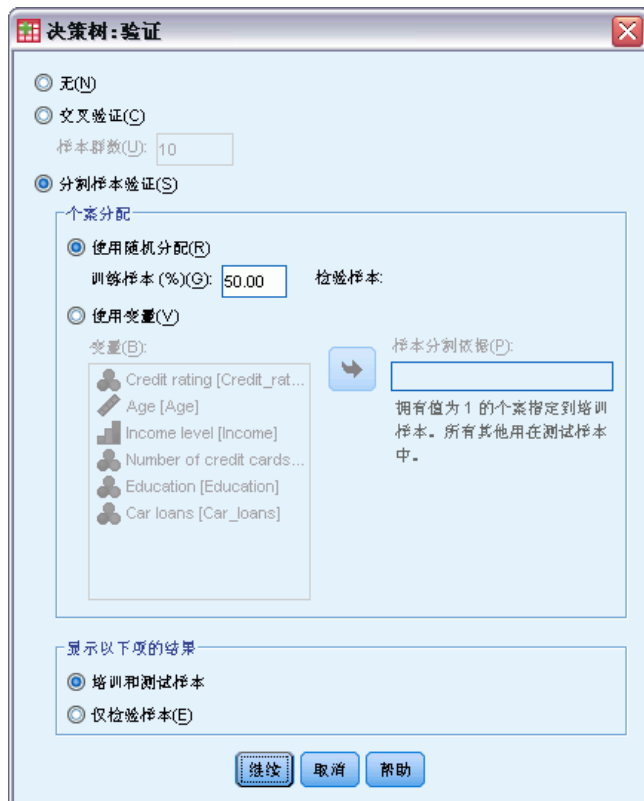 决策树:验证
无(N)
交叉验证(C)
样本群数(U): 10
分割样本验证(S)
个案分配
使用随机分配(R)
训练样本(%)(G): 50.00 检验样本:
使用变量(V)
变量(B):
Credit rating [Credit_rat...
Age [Age]
Income level [Income]
Number of credit cards...
Education [Education]
Car loans [Car_loans]
样本分割依据(P):
拥有值为 1 的个案指定到培训
样本。所有其他用在测试样本
中。
显示以下项的结果
培训和测试样本
仅检验样本(E)
继续 取消 帮助